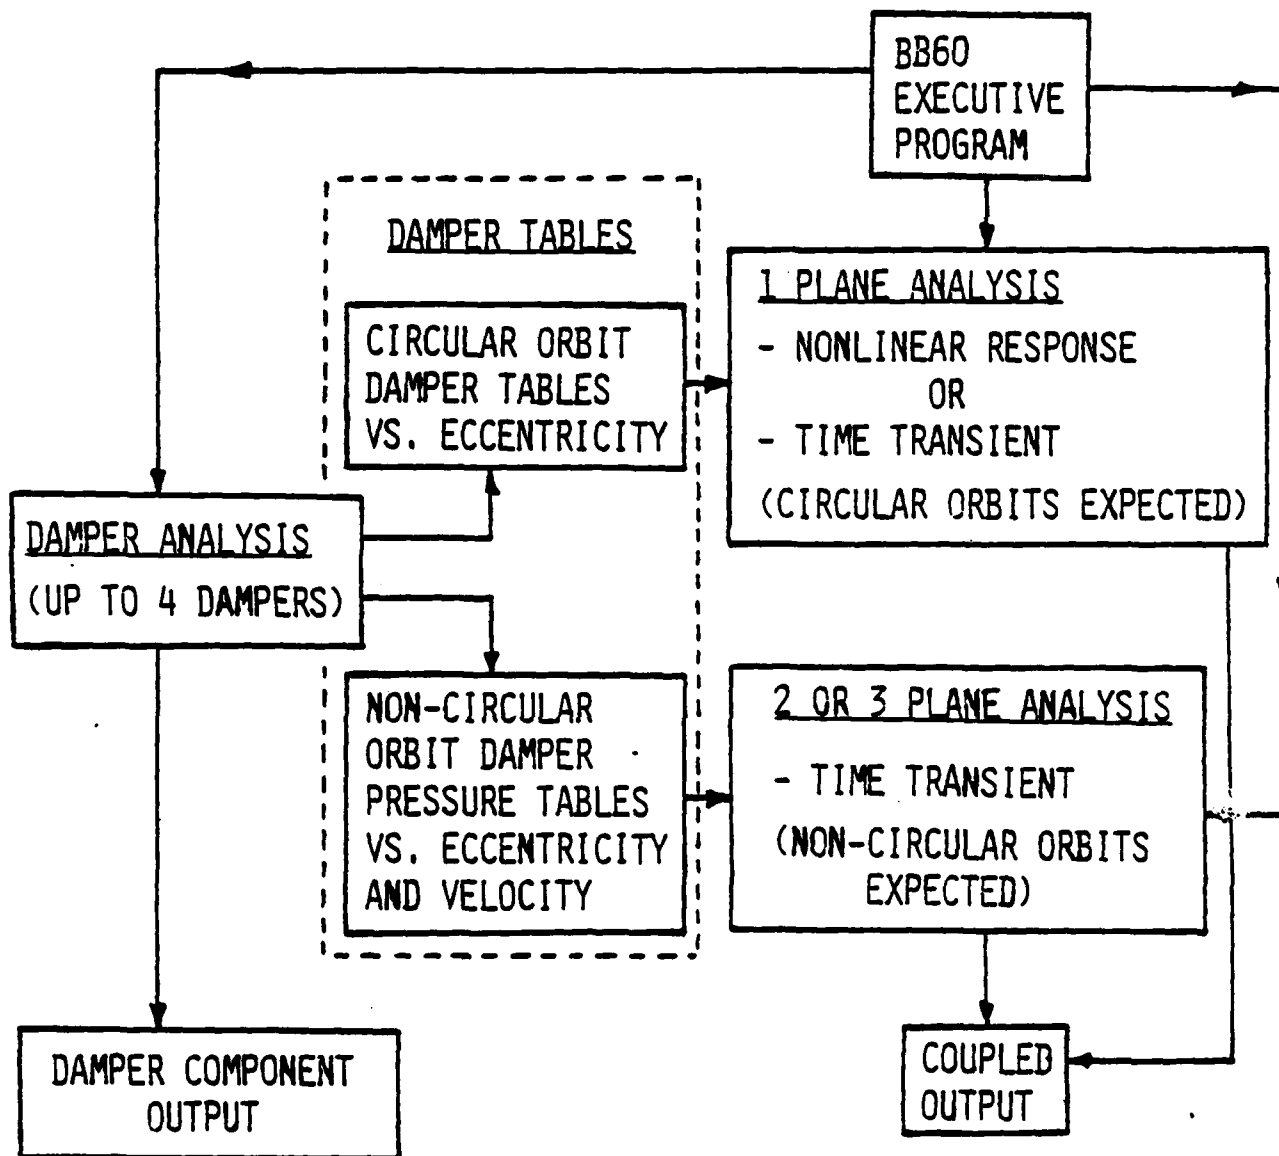 BB60
EXECUTIVE
PROGRAM
DAMPER TABLES
CIRCULAR ORBIT
DAMPER TABLES
VS. ECCENTRICITY
1 PLANE ANALYSIS
- NONLINEAR RESPONSE
OR
- TIME TRANSIENT
(CIRCULAR ORBITS EXPECTED)
DAMPER ANALYSIS
(UP TO 4 DAMPERS)
NON-CIRCULAR
ORBIT DAMPER
PRESSURE TABLES
VS. ECCENTRICITY
AND VELOCITY
2 OR 3 PLANE ANALYSIS
- TIME TRANSIENT
(NON-CIRCULAR ORBITS
EXPECTED)
DAMPER COMPONENT
OUTPUT
COUPLED
OUTPUT